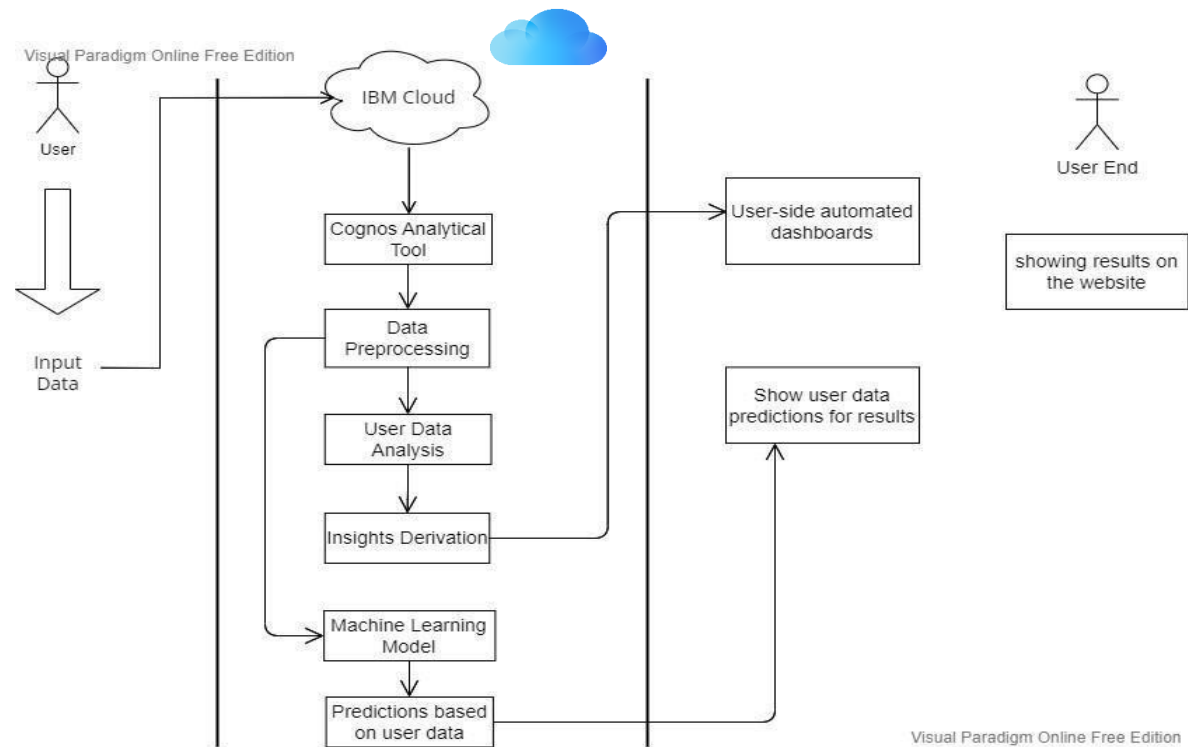 Visual Paradigm Online Free Edition
User
Input
Data
IBM Cloud
Cognos Analytical
Tool
Data
Preprocessing
User Data
Analysis
Insights Derivation
Machine Learning
Model
Predictions based
on user data
User-side automated
dashboards
Show user data
predictions for results
User End
showing results on
the website
Visual Paradigm Online Free Edition